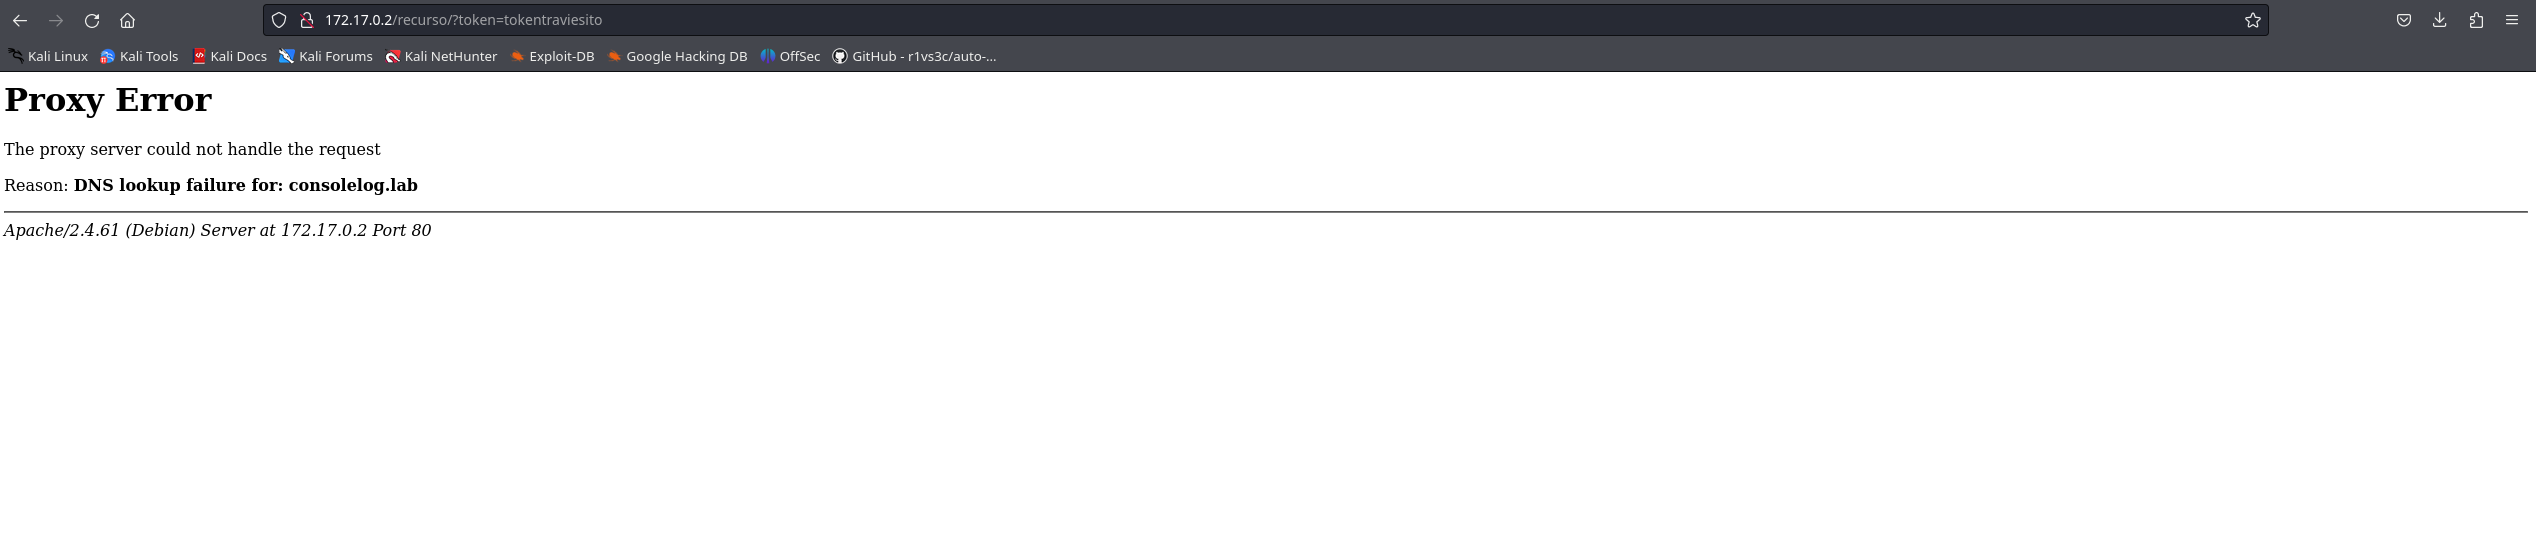 172.17.0.2/recurso/?token=tokentraviesito
Kali Linux Kali Tools Kali Docs Kali Forums Kali NetHunter Exploit-DB Google Hacking DB OffSec GitHub - r1vs3c/auto-...
Proxy Error
The proxy server could not handle the request
Reason: DNS lookup failure for: consolelog.lab
Apache/2.4.61 (Debian) Server at 172.17.0.2 Port 80